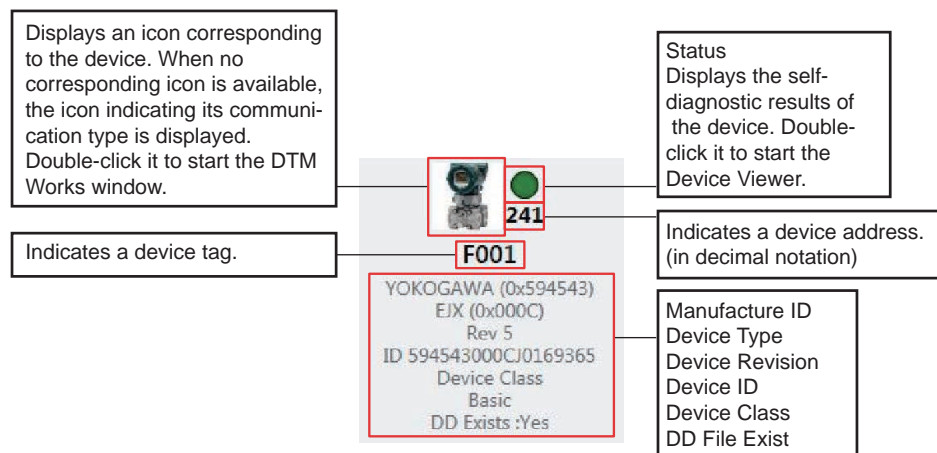 Displays an icon corresponding
to the device. When no
corresponding icon is available,
the icon indicating its communi-
cation type is displayed.
Double-click it to start the DTM
Works window.
Status
Displays the self-
diagnostic results of
the device. Double-
click it to start the
Device Viewer.
241
Indicates a device address.
(in decimal notation)
Indicates a device tag.
F001
YOKOGAWA (0x594543)
EJX (0x000C)
Rev 5
ID 594543000CJ0169365
Device Class
Basic
DD Exists :Yes
Manufacture ID
Device Type
Device Revision
Device ID
Device Class
DD File Exist